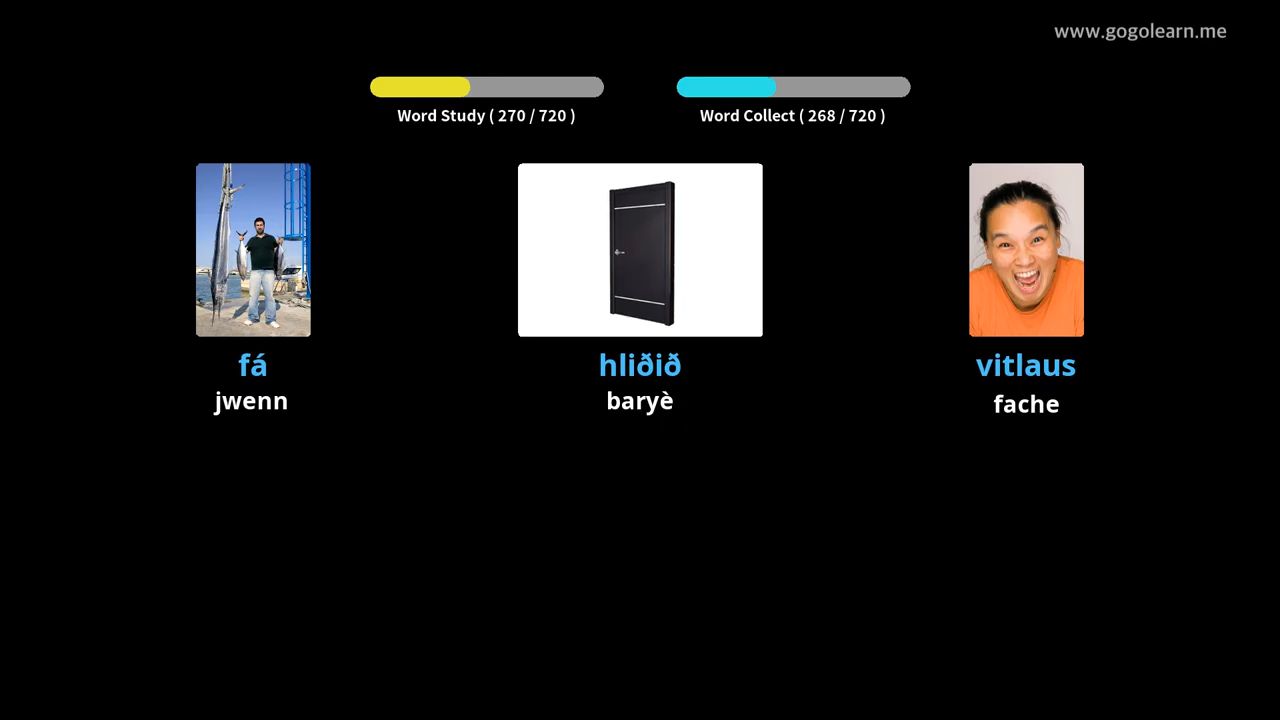 www.gogolearn.me
Word Study ( 270 / 720 )
Word Collect ( 268 / 720 )
fá
jwenn
hliðið
baryè
vitlaus
fache